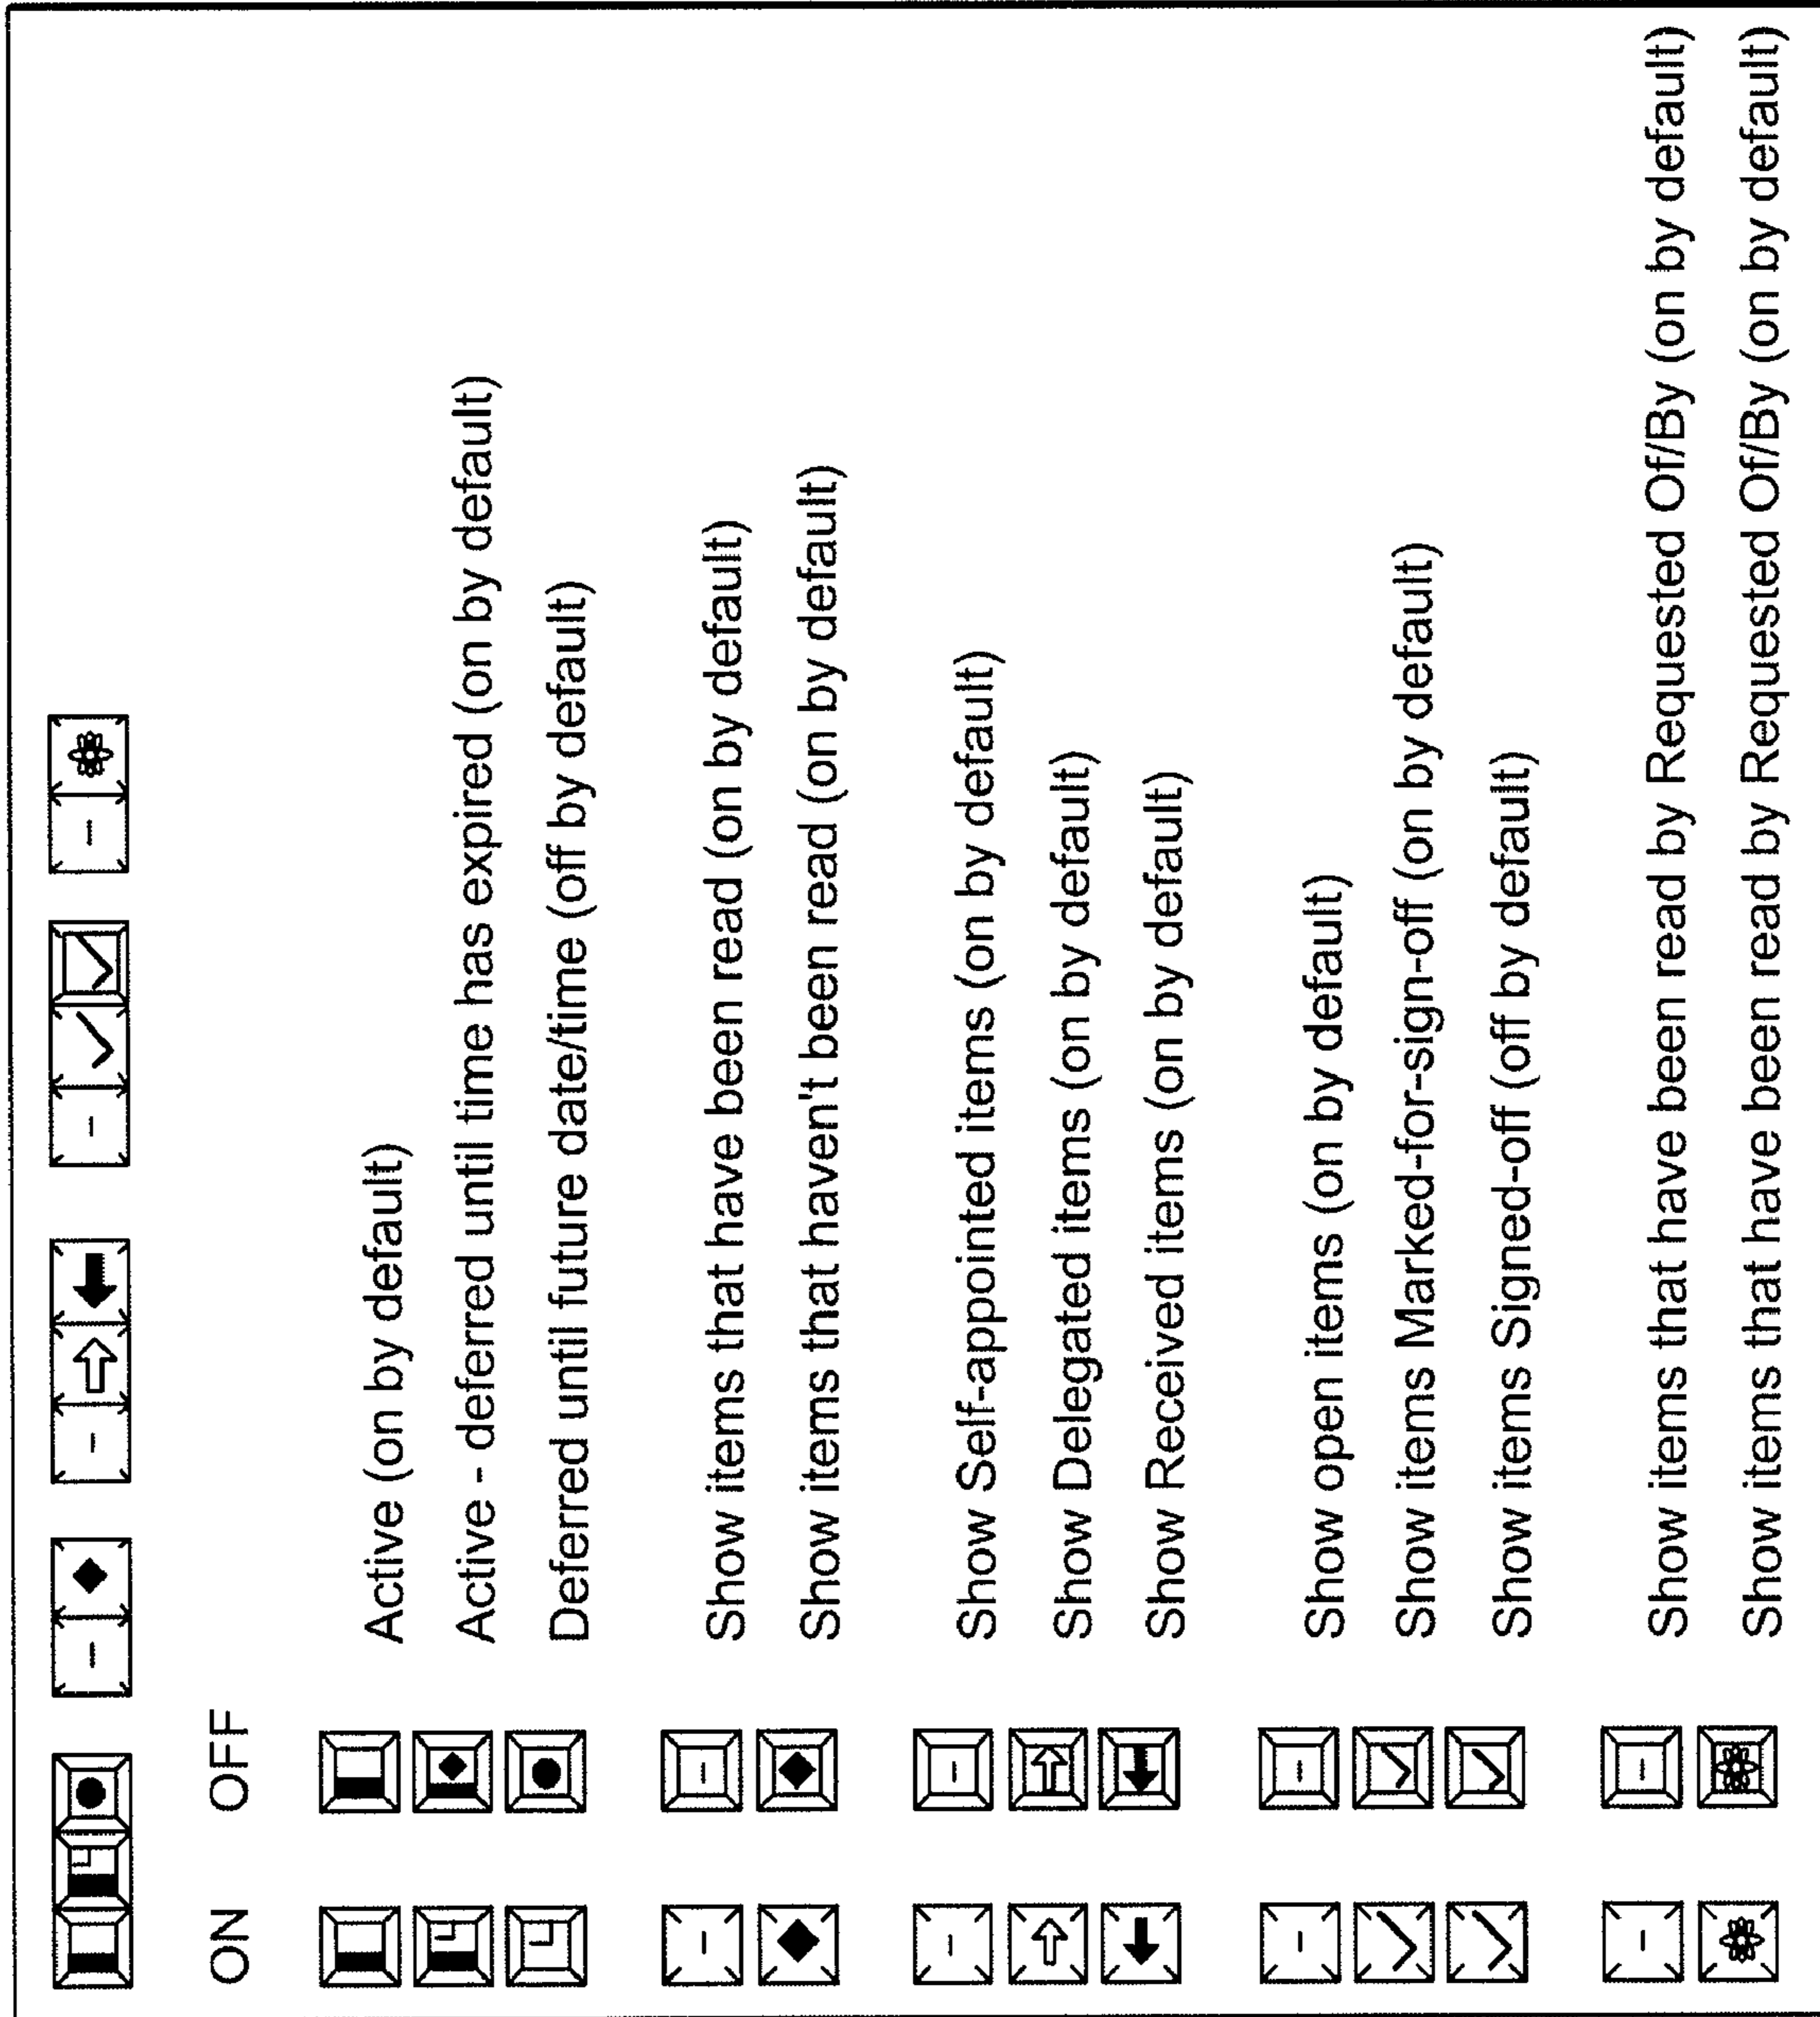 ON OFF
Active (on by default)
Active - deferred until time has expired (on by default)
Deferred until future date/time (off by default)
Show items that have been read (on by default)
Show items that haven't been read (on by default)
Show Self-appointed items (on by default)
Show Delegated items (on by default)
Show Received items (on by default)
Show open items (on by default)
Show items Marked-for-sign-off (on by default)
Show items Signed-off (off by default)
Show items that have been read by Requested Of/By (on by default)
Show items that have been read by Requested Of/By (on by default)